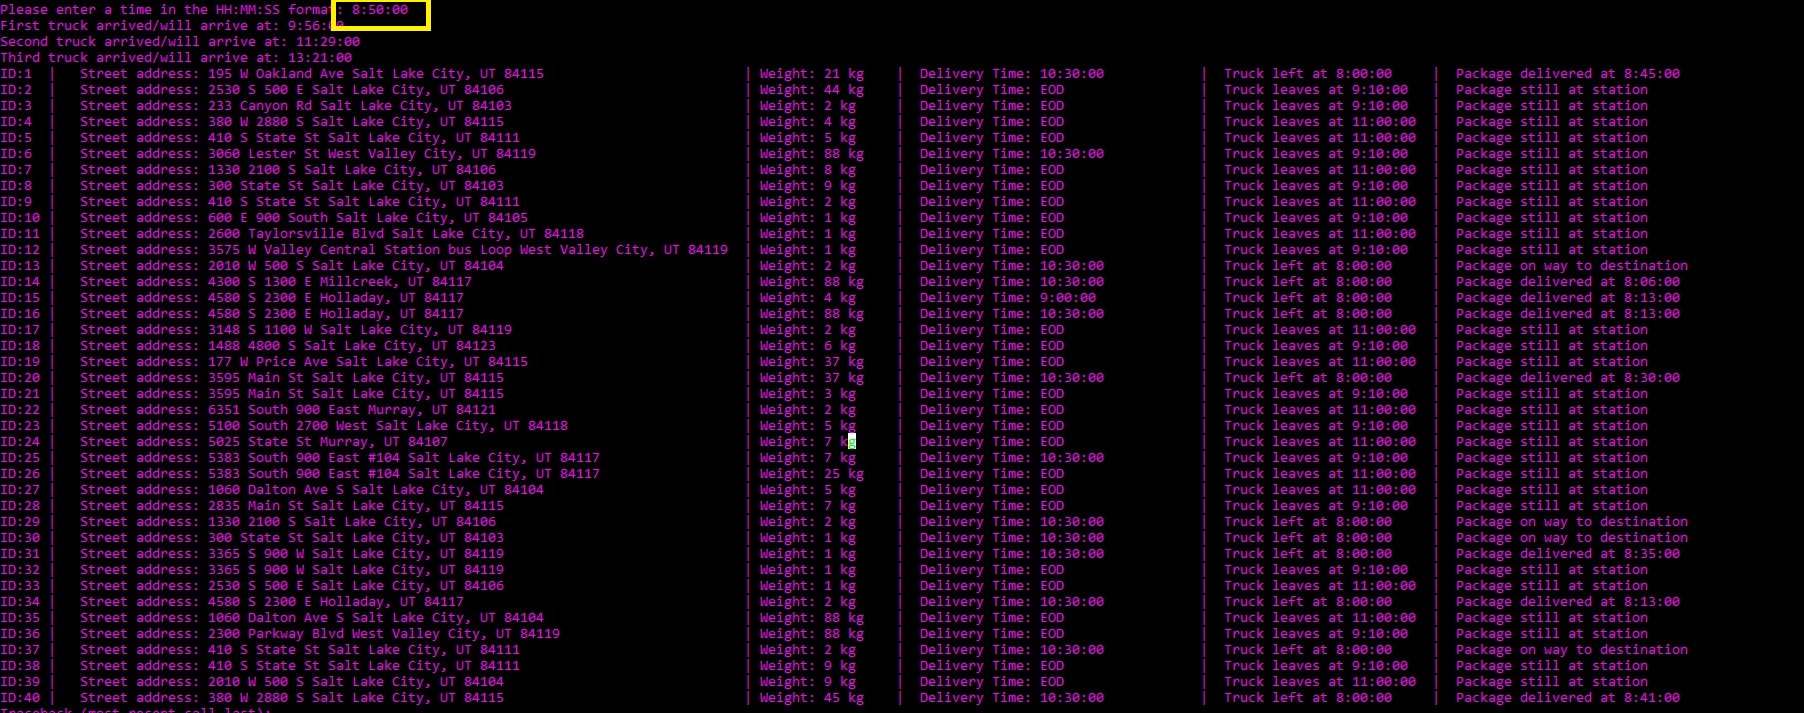 Please enter a time in the HH:MM:SS format: 8:50:00
First truck arrived/will arrive at: 9:56:00
Second truck arrived/will arrive at: 11:29:00
Third truck arrived/will arrive at: 13:21:00
ID:1 | Street address: 195 W Oakland Ave Salt Lake City, UT 84115 | Weight: 21 kg | Delivery Time: 10:30:00 | Truck left at 8:00:00 | Package delivered at 8:45:00
ID:2 | Street address: 2530 S 500 E Salt Lake City, UT 84106 | Weight: 44 kg | Delivery Time: EOD | Truck leaves at 9:10:00 | Package still at station
ID:3 | Street address: 233 Canyon Rd Salt Lake City, UT 84103 | Weight: 2 kg | Delivery Time: EOD | Truck leaves at 9:10:00 | Package still at station
ID:4 | Street address: 380 W 2880 S Salt Lake City, UT 84115 | Weight: 4 kg | Delivery Time: EOD | Truck leaves at 11:00:00 | Package still at station
ID:5 | Street address: 410 S State St Salt Lake City, UT 84111 | Weight: 5 kg | Delivery Time: EOD | Truck leaves at 11:00:00 | Package still at station
ID:6 | Street address: 3060 Lester St West Valley City, UT 84119 | Weight: 88 kg | Delivery Time: 10:30:00 | Truck leaves at 9:10:00 | Package still at station
ID:7 | Street address: 1330 2100 S Salt Lake City, UT 84106 | Weight: 8 kg | Delivery Time: EOD | Truck leaves at 11:00:00 | Package still at station
ID:8 | Street address: 300 State St Salt Lake City, UT 84103 | Weight: 9 kg | Delivery Time: EOD | Truck leaves at 9:10:00 | Package still at station
ID:9 | Street address: 410 S State St Salt Lake City, UT 84111 | Weight: 2 kg | Delivery Time: EOD | Truck leaves at 11:00:00 | Package still at station
ID:10 | Street address: 600 E 900 South Salt Lake City, UT 84105 | Weight: 1 kg | Delivery Time: EOD | Truck leaves at 9:10:00 | Package still at station
ID:11 | Street address: 2600 Taylorsville Blvd Salt Lake City, UT 84118 | Weight: 1 kg | Delivery Time: EOD | Truck leaves at 11:00:00 | Package still at station
ID:12 | Street address: 3575 W Valley Central Station bus Loop West Valley City, UT 84119 | Weight: 1 kg | Delivery Time: EOD | Truck leaves at 9:10:00 | Package still at station
ID:13 | Street address: 2010 W 500 S Salt Lake City, UT 84104 | Weight: 2 kg | Delivery Time: 10:30:00 | Truck left at 8:00:00 | Package on way to destination
ID:14 | Street address: 4300 S 1300 E Millcreek, UT 84117 | Weight: 88 kg | Delivery Time: 10:30:00 | Truck left at 8:00:00 | Package delivered at 8:06:00
ID:15 | Street address: 4580 S 2300 E Holladay, UT 84117 | Weight: 4 kg | Delivery Time: 9:00:00 | Truck left at 8:00:00 | Package delivered at 8:13:00
ID:16 | Street address: 4580 S 2300 E Holladay, UT 84117 | Weight: 88 kg | Delivery Time: 10:30:00 | Truck left at 8:00:00 | Package delivered at 8:13:00
ID:17 | Street address: 3148 S 1100 W Salt Lake City, UT 84119 | Weight: 2 kg | Delivery Time: EOD | Truck leaves at 11:00:00 | Package still at station
ID:18 | Street address: 1488 4800 S Salt Lake City, UT 84123 | Weight: 6 kg | Delivery Time: EOD | Truck leaves at 9:10:00 | Package still at station
ID:19 | Street address: 177 W Price Ave Salt Lake City, UT 84115 | Weight: 37 kg | Delivery Time: EOD | Truck leaves at 11:00:00 | Package still at station
ID:20 | Street address: 3595 Main St Salt Lake City, UT 84115 | Weight: 37 kg | Delivery Time: 10:30:00 | Truck left at 8:00:00 | Package delivered at 8:30:00
ID:21 | Street address: 3595 Main St Salt Lake City, UT 84115 | Weight: 3 kg | Delivery Time: EOD | Truck leaves at 9:10:00 | Package still at station
ID:22 | Street address: 6351 South 900 East Murray, UT 84121 | Weight: 2 kg | Delivery Time: EOD | Truck leaves at 11:00:00 | Package still at station
ID:23 | Street address: 5100 South 2700 West Salt Lake City, UT 84118 | Weight: 5 kg | Delivery Time: EOD | Truck leaves at 9:10:00 | Package still at station
ID:24 | Street address: 5025 State St Murray, UT 84107 | Weight: 7 kg | Delivery Time: EOD | Truck leaves at 11:00:00 | Package still at station
ID:25 | Street address: 5383 South 900 East #104 Salt Lake City, UT 84117 | Weight: 7 kg | Delivery Time: 10:30:00 | Truck leaves at 9:10:00 | Package still at station
ID:26 | Street address: 5383 South 900 East #104 Salt Lake City, UT 84117 | Weight: 25 kg | Delivery Time: EOD | Truck leaves at 11:00:00 | Package still at station
ID:27 | Street address: 1060 Dalton Ave S Salt Lake City, UT 84104 | Weight: 5 kg | Delivery Time: EOD | Truck leaves at 11:00:00 | Package still at station
ID:28 | Street address: 2835 Main St Salt Lake City, UT 84115 | Weight: 7 kg | Delivery Time: EOD | Truck leaves at 9:10:00 | Package still at station
ID:29 | Street address: 1330 2100 S Salt Lake City, UT 84106 | Weight: 2 kg | Delivery Time: 10:30:00 | Truck left at 8:00:00 | Package on way to destination
ID:30 | Street address: 300 State St Salt Lake City, UT 84103 | Weight: 1 kg | Delivery Time: 10:30:00 | Truck left at 8:00:00 | Package on way to destination
ID:31 | Street address: 3365 S 900 W Salt Lake City, UT 84119 | Weight: 1 kg | Delivery Time: 10:30:00 | Truck left at 8:00:00 | Package delivered at 8:35:00
ID:32 | Street address: 3365 S 900 W Salt Lake City, UT 84119 | Weight: 1 kg | Delivery Time: EOD | Truck leaves at 9:10:00 | Package still at station
ID:33 | Street address: 2530 S 500 E Salt Lake City, UT 84106 | Weight: 1 kg | Delivery Time: EOD | Truck leaves at 11:00:00 | Package still at station
ID:34 | Street address: 4580 S 2300 E Holladay, UT 84117 | Weight: 2 kg | Delivery Time: 10:30:00 | Truck left at 8:00:00 | Package delivered at 8:13:00
ID:35 | Street address: 1060 Dalton Ave S Salt Lake City, UT 84104 | Weight: 88 kg | Delivery Time: EOD | Truck leaves at 11:00:00 | Package still at station
ID:36 | Street address: 2300 Parkway Blvd West Valley City, UT 84119 | Weight: 88 kg | Delivery Time: EOD | Truck leaves at 9:10:00 | Package still at station
ID:37 | Street address: 410 S State St Salt Lake City, UT 84111 | Weight: 2 kg | Delivery Time: 10:30:00 | Truck left at 8:00:00 | Package on way to destination
ID:38 | Street address: 410 S State St Salt Lake City, UT 84111 | Weight: 9 kg | Delivery Time: EOD | Truck leaves at 9:10:00 | Package still at station
ID:39 | Street address: 2010 W 500 S Salt Lake City, UT 84104 | Weight: 9 kg | Delivery Time: EOD | Truck leaves at 11:00:00 | Package still at station
ID:40 | Street address: 380 W 2880 S Salt Lake City, UT 84115 | Weight: 45 kg | Delivery Time: 10:30:00 | Truck left at 8:00:00 | Package delivered at 8:41:00
Traceback (most recent call last):